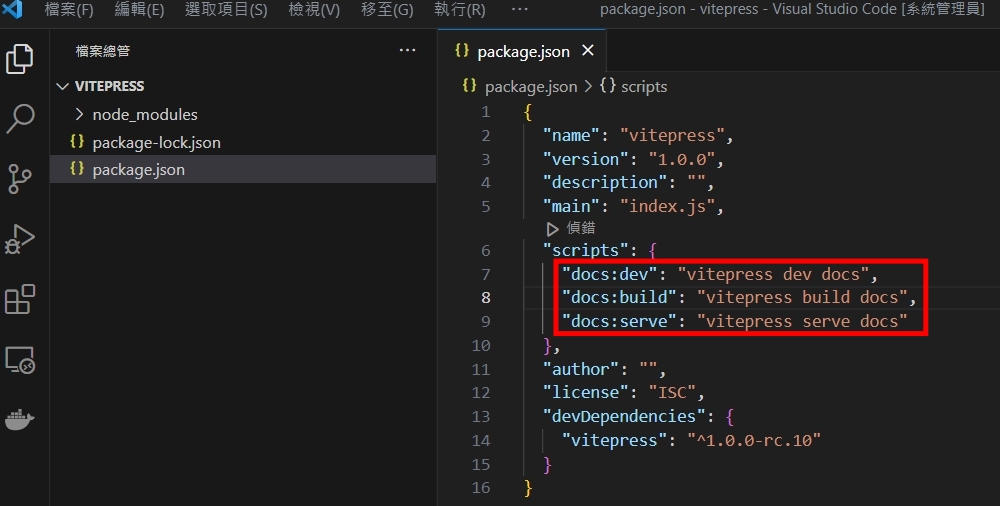 檔案(F) 編輯(E) 選取項目(S) 檢視(V) 移至(G) 執行(R) ··· package.json - vitepress - Visual Studio Code [系統管理員]
檔案總管 ···
VITEPRESS
node_modules
{} package-lock.json
{} package.json
{} package.json ×
{} package.json > {} scripts
1 {
2 "name": "vitepress",
3 "version": "1.0.0",
4 "description": "",
5 "main": "index.js",
偵錯
6 "scripts": {
7 "docs:dev": "vitepress dev docs",
8 "docs:build": "vitepress build docs",
9 "docs:serve": "vitepress serve docs"
10 },
11 "author": "",
12 "license": "ISC",
13 "devDependencies": {
14 "vitepress": "^1.0.0-rc.10"
15 }
16 }